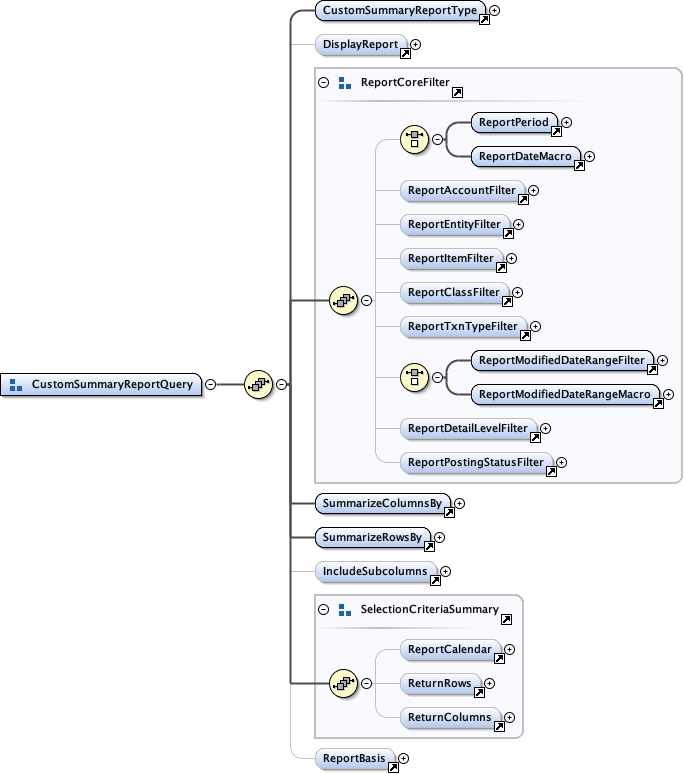 CustomSummaryReportType
DisplayReport
ReportCoreFilter
ReportPeriod
ReportDateMacro
ReportAccountFilter
ReportEntityFilter
ReportItemFilter
ReportClassFilter
ReportTxnTypeFilter
ReportModifiedDateRangeFilter
CustomSummaryReportQuery
ReportModifiedDateRangeMacro
ReportDetailLevelFilter
ReportPostingStatusFilter
SummarizeColumnsBy
SummarizeRowsBy
IncludeSubcolumns
SelectionCriteriaSummary
ReportCalendar
ReturnRows
ReturnColumns
ReportBasis